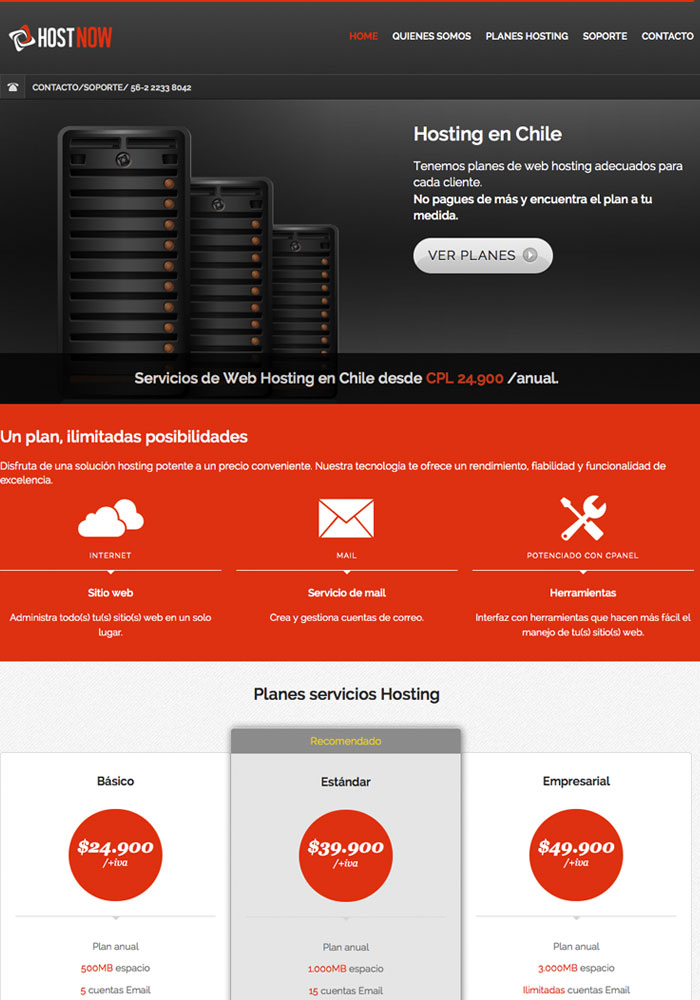 HOSTNOW
HOME QUIENES SOMOS PLANES HOSTING SOPORTE CONTACTO
CONTACTO/SOPORTE/ 56-2 2233 8042
Hosting en Chile
Tenemos planes de web hosting adecuados para
cada cliente.
No pagues de más y encuentra el plan a tu
medida.
VER PLANES
Servicios de Web Hosting en Chile desde CPL 24.900 /anual.
Un plan, ilimitadas posibilidades
Disfruta de una solución hosting potente a un precio conveniente. Nuestra tecnología te ofrece un rendimiento, fiabilidad y funcionalidad de
excelencia.
INTERNET
Sitio web
Administra todo(s) tu(s) sitio(s) web en un solo
lugar.
MAIL
Servicio de mail
Crea y gestiona cuentas de correo.
POTENCIADO CON CPANEL
Herramientas
Interfaz con herramientas que hacen más fácil el
manejo de tu(s) sitio(s) web.
Planes servicios Hosting
Básico
$24.900
/+iva
Plan anual
500MB espacio
5 cuentas Email
Recomendado
Estándar
$39.900
/+iva
Plan anual
1.000MB espacio
15 cuentas Email
Empresarial
$49.900
/+iva
Plan anual
3.000MB espacio
Ilimitadas cuentas Email